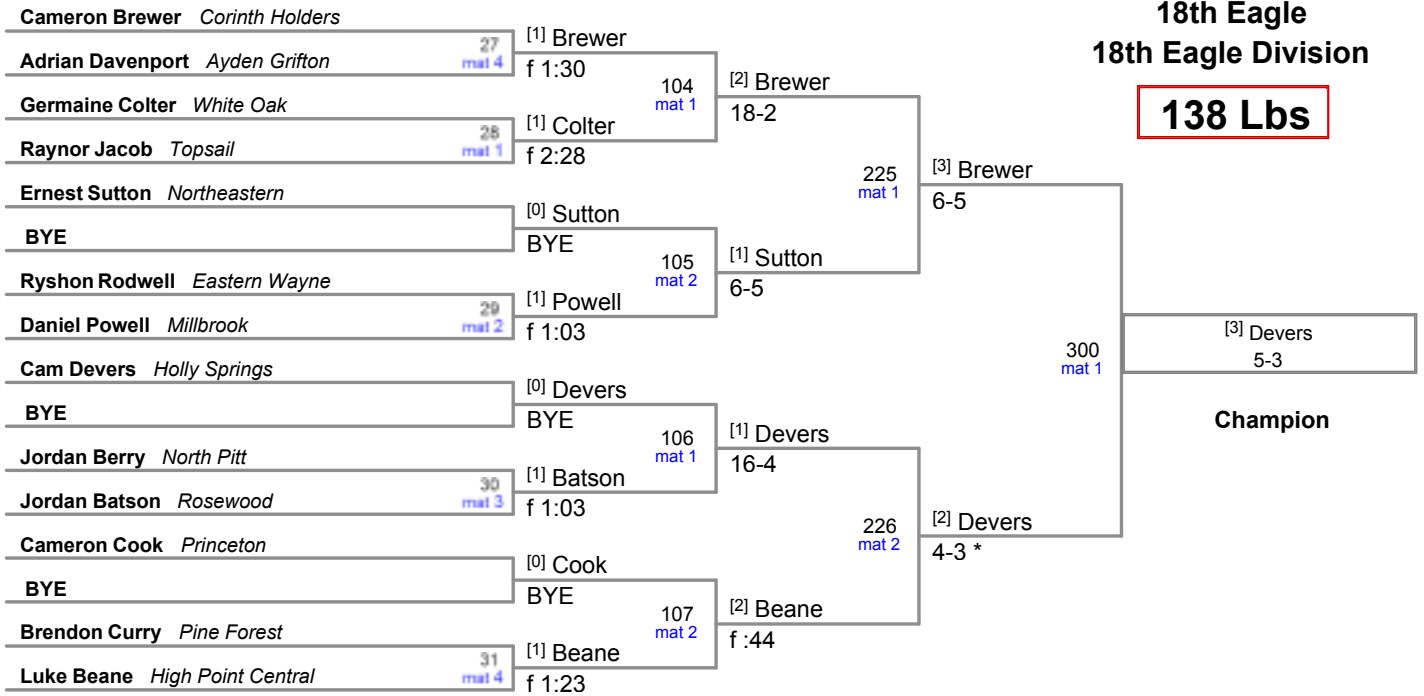 18th Eagle
18th Eagle Division
138 Lbs
Cameron Brewer Corinth Holders
Adrian Davenport Ayden Grifton
Germaine Colter White Oak
Raynor Jacob Topsail
Ernest Sutton Northeastern
BYE
Ryshon Rodwell Eastern Wayne
Daniel Powell Millbrook
Cam Devers Holly Springs
BYE
Jordan Berry North Pitt
Jordan Batson Rosewood
Cameron Cook Princeton
BYE
Brendon Curry Pine Forest
Luke Beane High Point Central
27
mat 4
28
mat 1
29
mat 2
30
mat 3
31
mat 4
[1] Brewer
f 1:30
[1] Colter
f 2:28
[0] Sutton
BYE
[1] Powell
f 1:03
[0] Devers
BYE
[1] Batson
f 1:03
[0] Cook
BYE
[1] Beane
f 1:23
104
mat 1
105
mat 2
106
mat 1
107
mat 2
[2] Brewer
18-2
[1] Sutton
6-5
[1] Devers
16-4
[2] Beane
f :44
225
mat 1
226
mat 2
[3] Brewer
6-5
[2] Devers
4-3 *
300
mat 1
[3] Devers
5-3
Champion